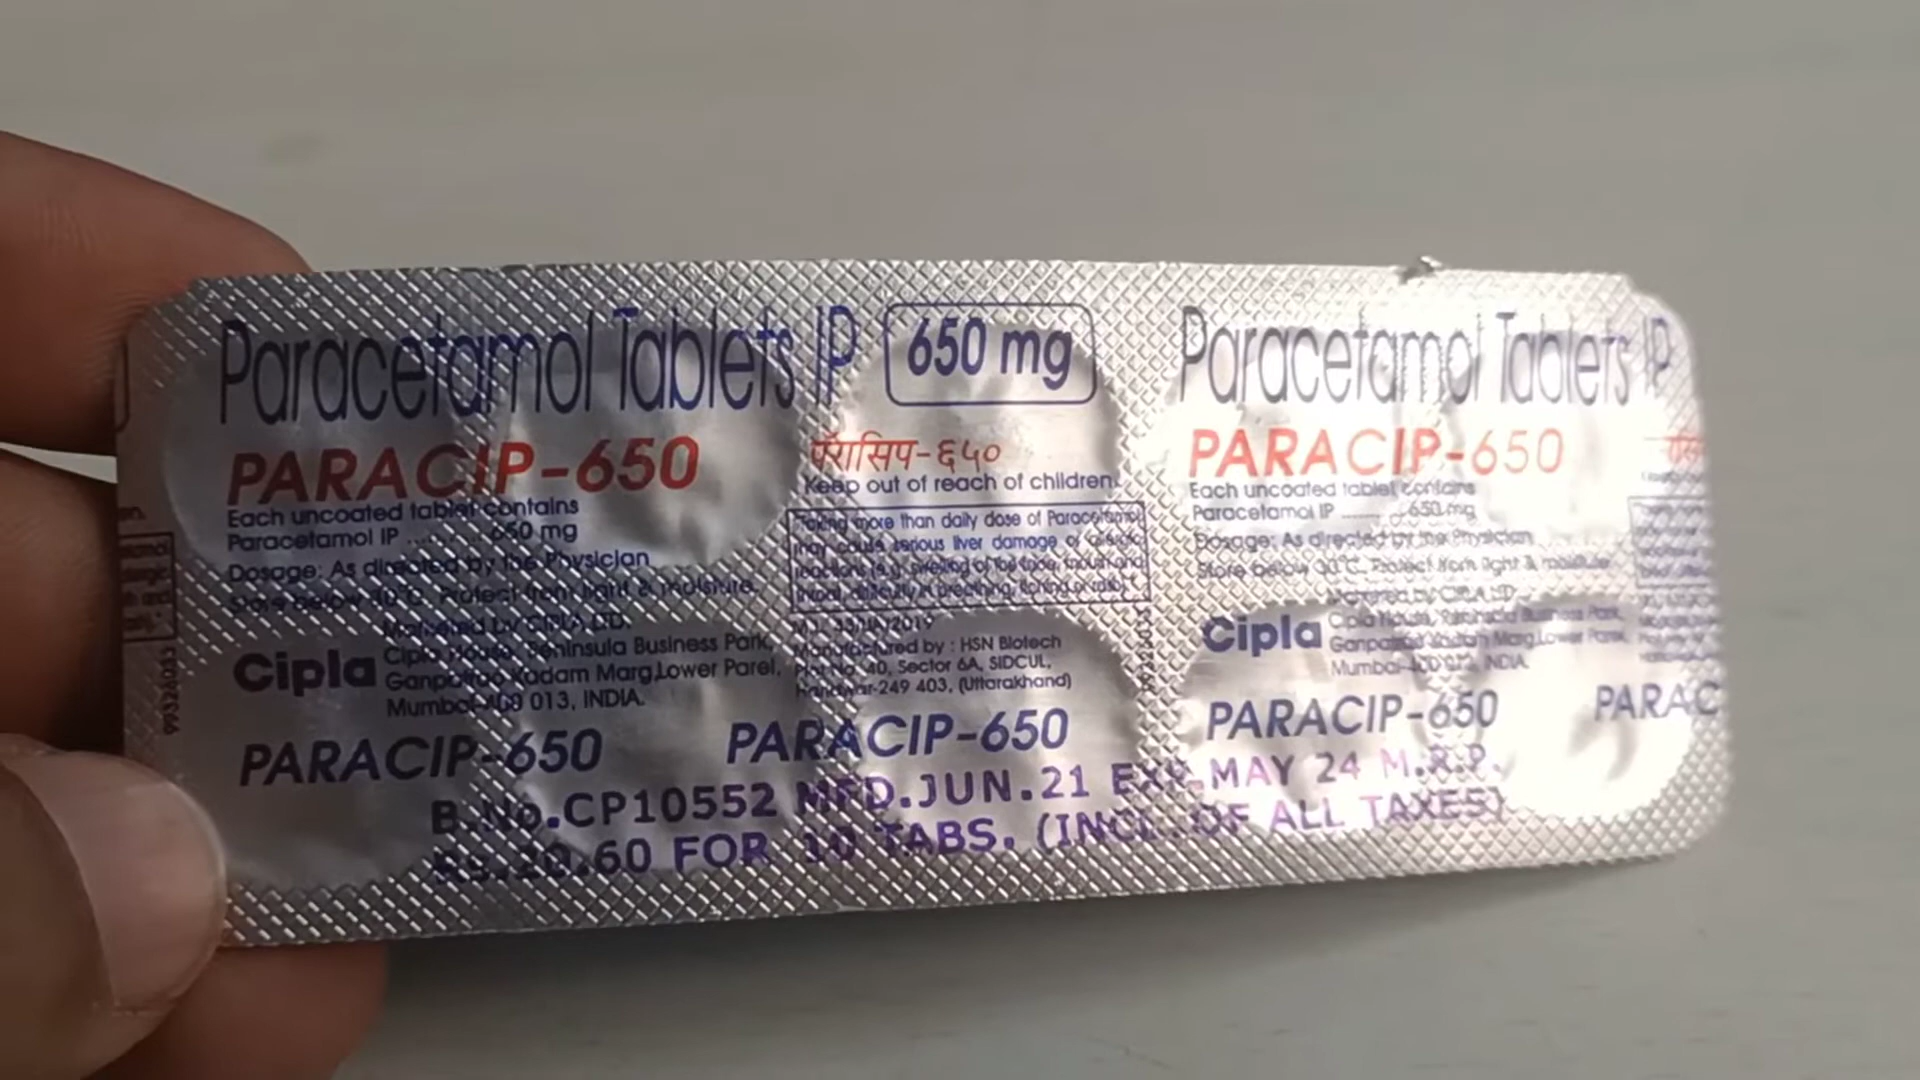 Paracetamol Tablets IP 650 mg
PARACIP-650
Each uncoated tablet contains
Paracetamol IP ........ 650 mg
Dosage: As directed by the Physician
Store below 30°C. Protect from light & moisture.
Marketed by CIPLA LTD.
Cipla
Cipla House, Peninsula Business Park,
Ganpatrao Kadam Marg,Lower Parel,
Mumbai-400 013, INDIA.
PARACIP-650
पॅरासिप-६५०
Keep out of reach of children
Taking more than daily dose of Paracetamol
may cause serious liver damage or allergic
reactions (e.g. swelling of the face, mouth and
throat, difficulty in breathing, itching or rash)
Manufactured by : HSN Biotech
Plot No. 40, Sector 6A, SIDCUL,
Haridwar-249 403, (Uttarakhand)
PARACIP-650
Paracetamol Tablets IP
PARACIP-650
Each uncoated tablet contains
Paracetamol IP ........ 650 mg
Dosage: As directed by the Physician
Store below 30°C. Protect from light & moisture.
Marketed by CIPLA LTD.
Cipla
Cipla House, Peninsula Business Park,
Ganpatrao Kadam Marg,Lower Parel,
Mumbai-400 013, INDIA.
PARACIP-650
PARAC
B.No.CP10552 MFD.JUN.21 EXP.MAY 24 M.R.P.
Rs.20.60 FOR 10 TABS. (INCL.OF ALL TAXES)
99324033